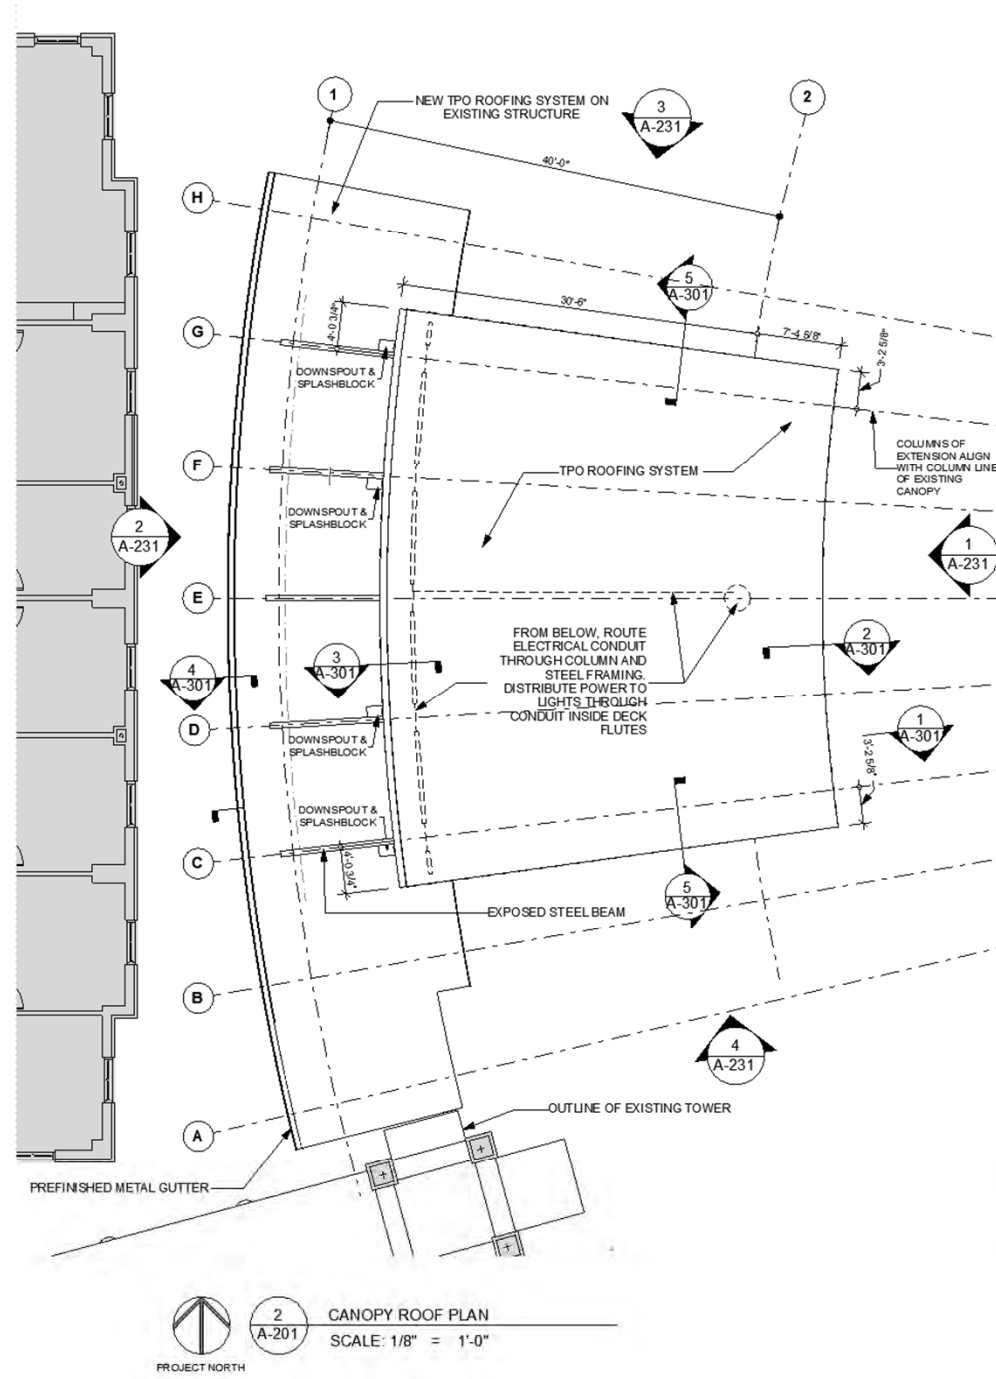 1
2
NEW TPO ROOFING SYSTEM ON
EXISTING STRUCTURE
3
A-231
40'-0"
H
5
A-301
30'-6"
7'-4 5/8"
3'-2 5/8"
4'-0 3/4"
G
DOWNSPOUT &
SPLASHBLOCK
COLUMNS OF
EXTENSION ALIGN
WITH COLUMN LINE
OF EXISTING
CANOPY
F
TPO ROOFING SYSTEM
DOWNSPOUT &
SPLASHBLOCK
2
A-231
1
A-231
E
FROM BELOW, ROUTE
ELECTRICAL CONDUIT
THROUGH COLUMN AND
STEEL FRAMING.
DISTRIBUTE POWER TO
LIGHTS THROUGH
CONDUIT INSIDE DECK
FLUTES
2
A-301
3
A-301
4
A-301
D
DOWNSPOUT &
SPLASHBLOCK
1
A-301
3'-2 5/8"
DOWNSPOUT &
SPLASHBLOCK
C
4'-0 3/4"
5
A-301
EXPOSED STEEL BEAM
B
4
A-231
OUTLINE OF EXISTING TOWER
A
PREFINISHED METAL GUTTER
2
A-201
CANOPY ROOF PLAN
SCALE: 1/8" = 1'-0"
PROJECT NORTH